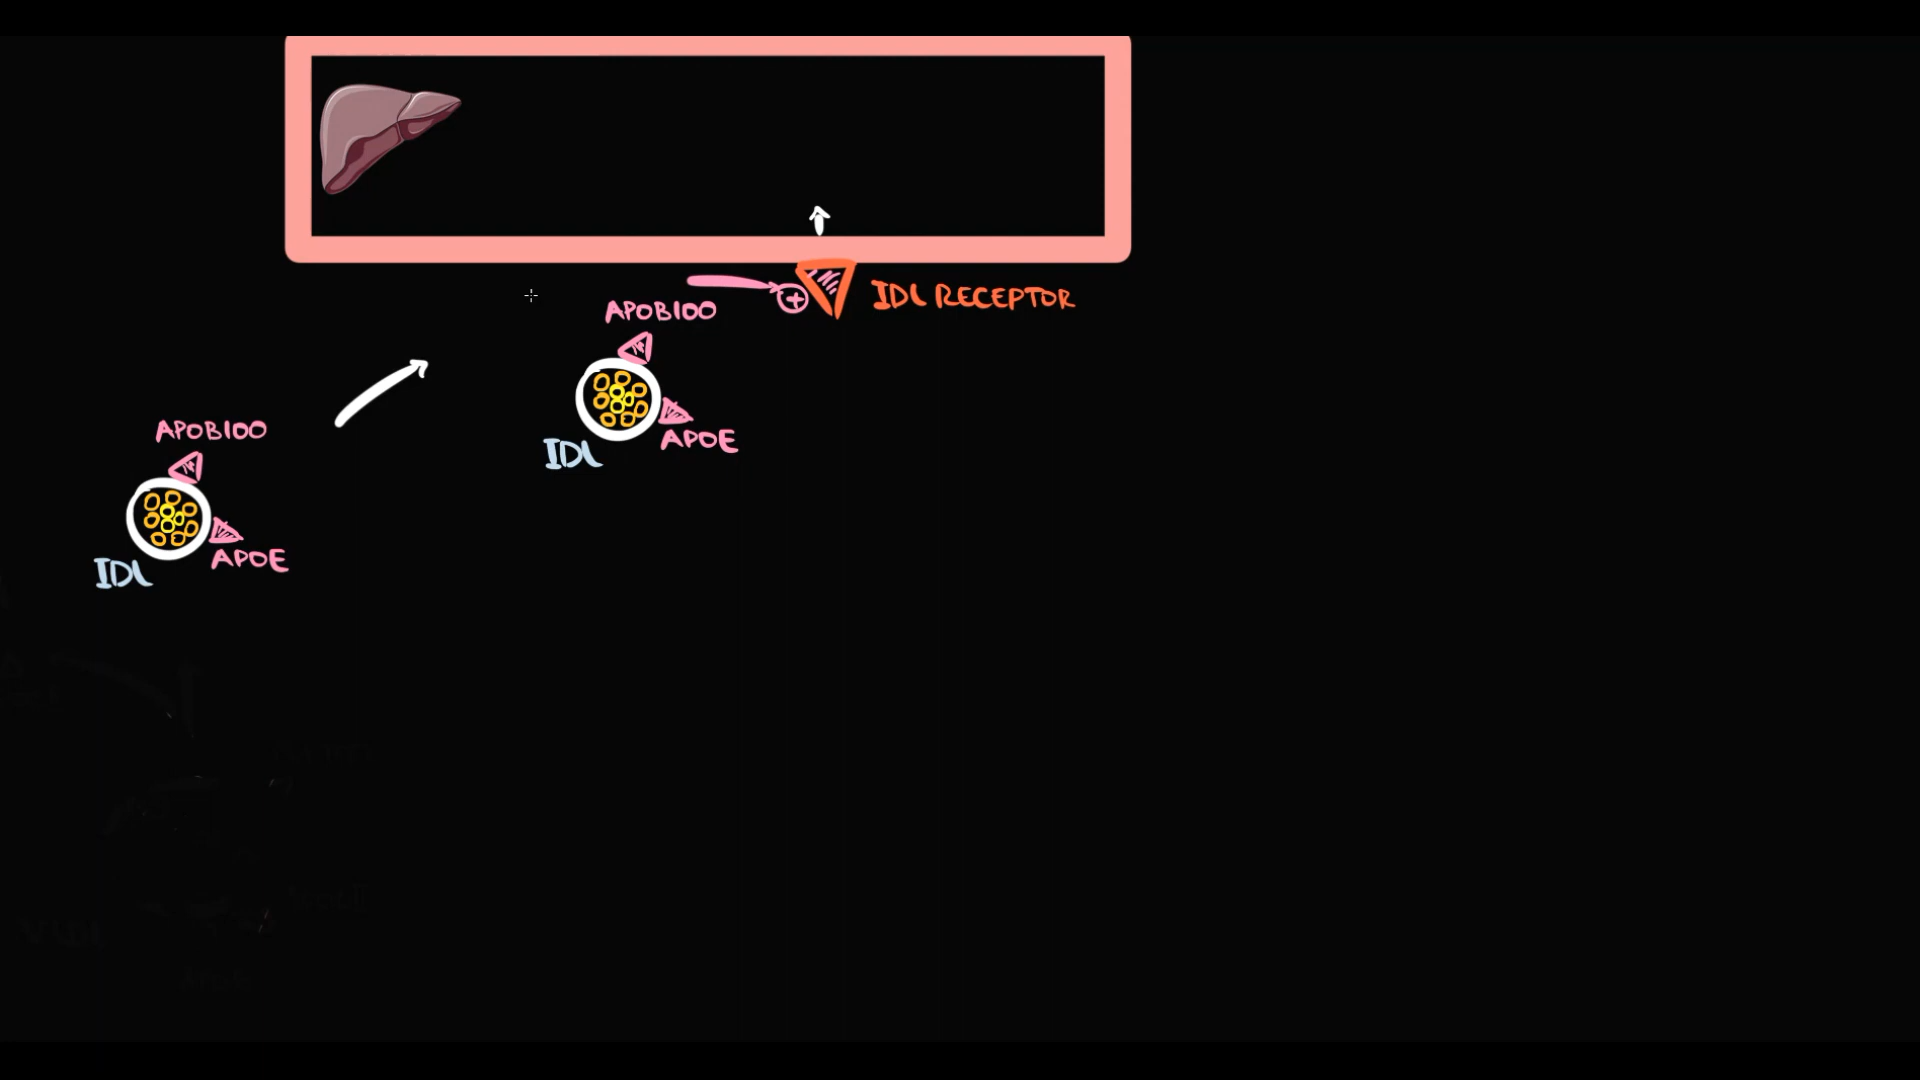 APOB100
IDL RECEPTOR
APOE
IDL
APOB100
APOE
IDL